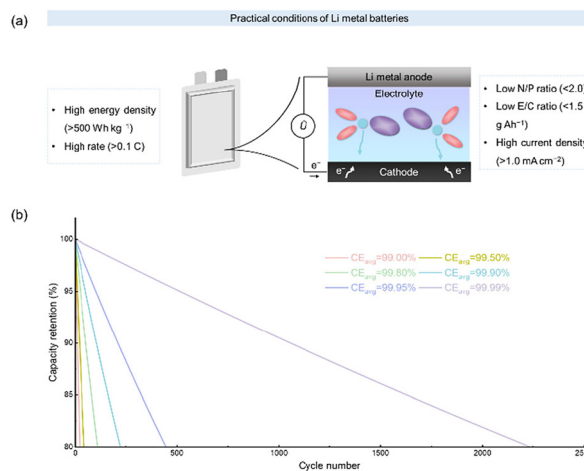 (a)
Practical conditions of Li metal batteries
• High energy density
(>500 Wh kg⁻¹)
• High rate (>0.1 C)
Li metal anode
Electrolyte
e⁻
e⁻
e⁻
Cathode
• Low N/P ratio (<2.0)
• Low E/C ratio (<1.5
g Ah⁻¹)
• High current density
(>1.0 mA cm⁻²)
(b)
Capacity retention (%)
100
95
90
85
80
CEavg=99.00%
CEavg=99.50%
CEavg=99.80%
CEavg=99.90%
CEavg=99.95%
CEavg=99.99%
0
500
1000
1500
2000
Cycle number